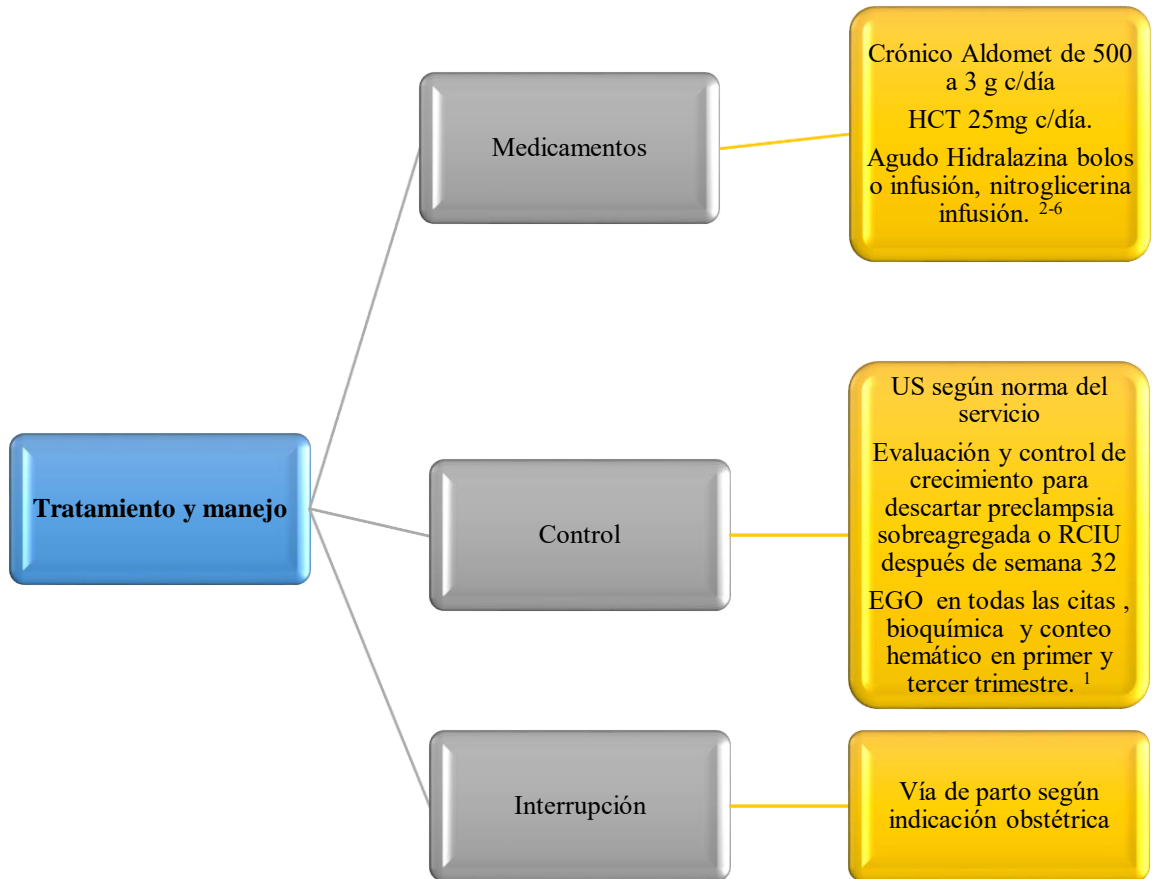 Tratamiento y manejo
Medicamentos
Crónico Aldomet de 500
a 3 g c/día
HCT 25mg c/día.
Agudo Hidralazina bolos
o infusión, nitroglicerina
infusión. 2-6
Control
US según norma del
servicio
Evaluación y control de
crecimiento para
descartar preclampsia
sobreagregada o RCIU
después de semana 32
EGO en todas las citas ,
bioquímica y conteo
hemático en primer y
tercer trimestre. 1
Interrupción
Vía de parto según
indicación obstétrica